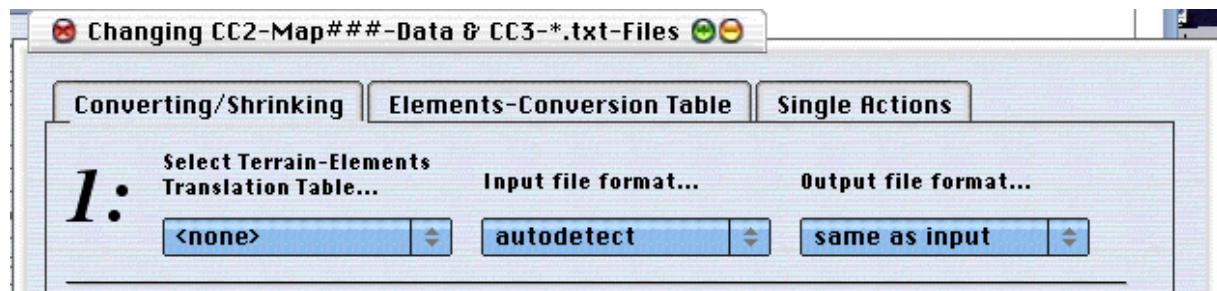 Changing CC2-Map###-Data & CC3-*.txt-Files
Converting/Shrinking
Elements-Conversion Table
Single Actions
1:
Select Terrain-Elements
Translation Table...
Input file format...
Output file format...
<none>
autodetect
same as input